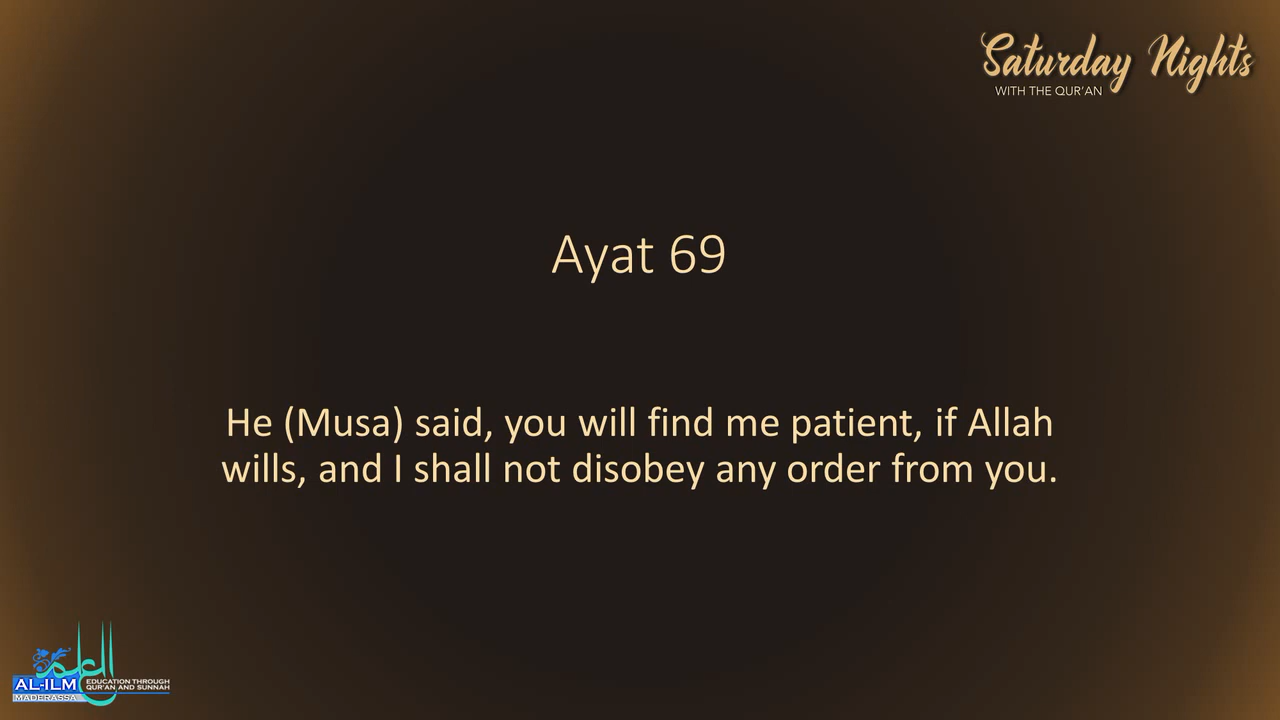 Saturday Nights
WITH THE QUR'AN
Ayat 69
He (Musa) said, you will find me patient, if Allah
wills, and I shall not disobey any order from you.
العلم
AL-ILM
MADERASSA
EDUCATION THROUGH
QUR'AN AND SUNNAH